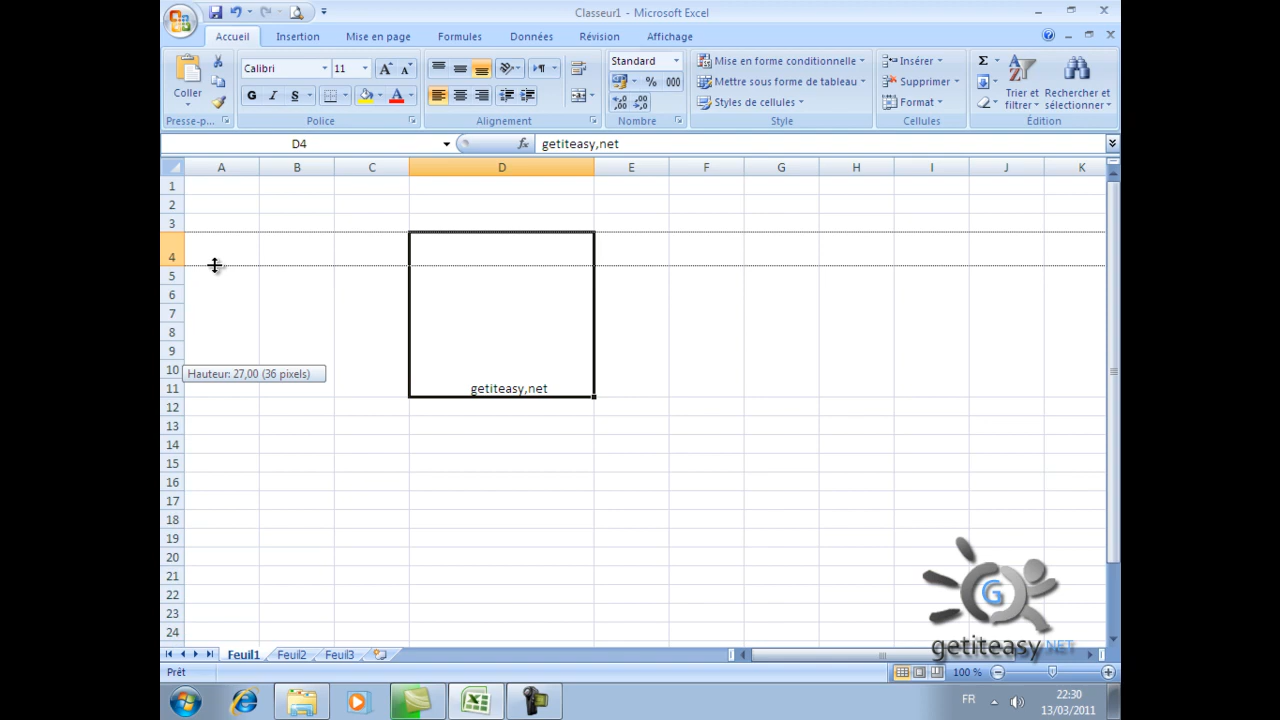 Classeur1 - Microsoft Excel
Accueil Insertion Mise en page Formules Données Révision Affichage
Coller
Presse-p...
Calibri 11
G I S
Police
Alignement
Standard
% 000
Nombre
Mise en forme conditionnelle
Mettre sous forme de tableau
Styles de cellules
Style
Insérer
Supprimer
Format
Cellules
Σ
Trier et filtrer
Rechercher et sélectionner
Édition
D4 fx getiteasy,net
A B C D E F G H I J K
1
2
3
4
5
6
7
8
9
10
Hauteur: 27,00 (36 pixels)
11 getiteasy,net
12
13
14
15
16
17
18
19
20
21
22
23
24
G
getiteasy.NET
Feuil1 Feuil2 Feuil3
Prêt 100 %
FR 22:30
13/03/2011